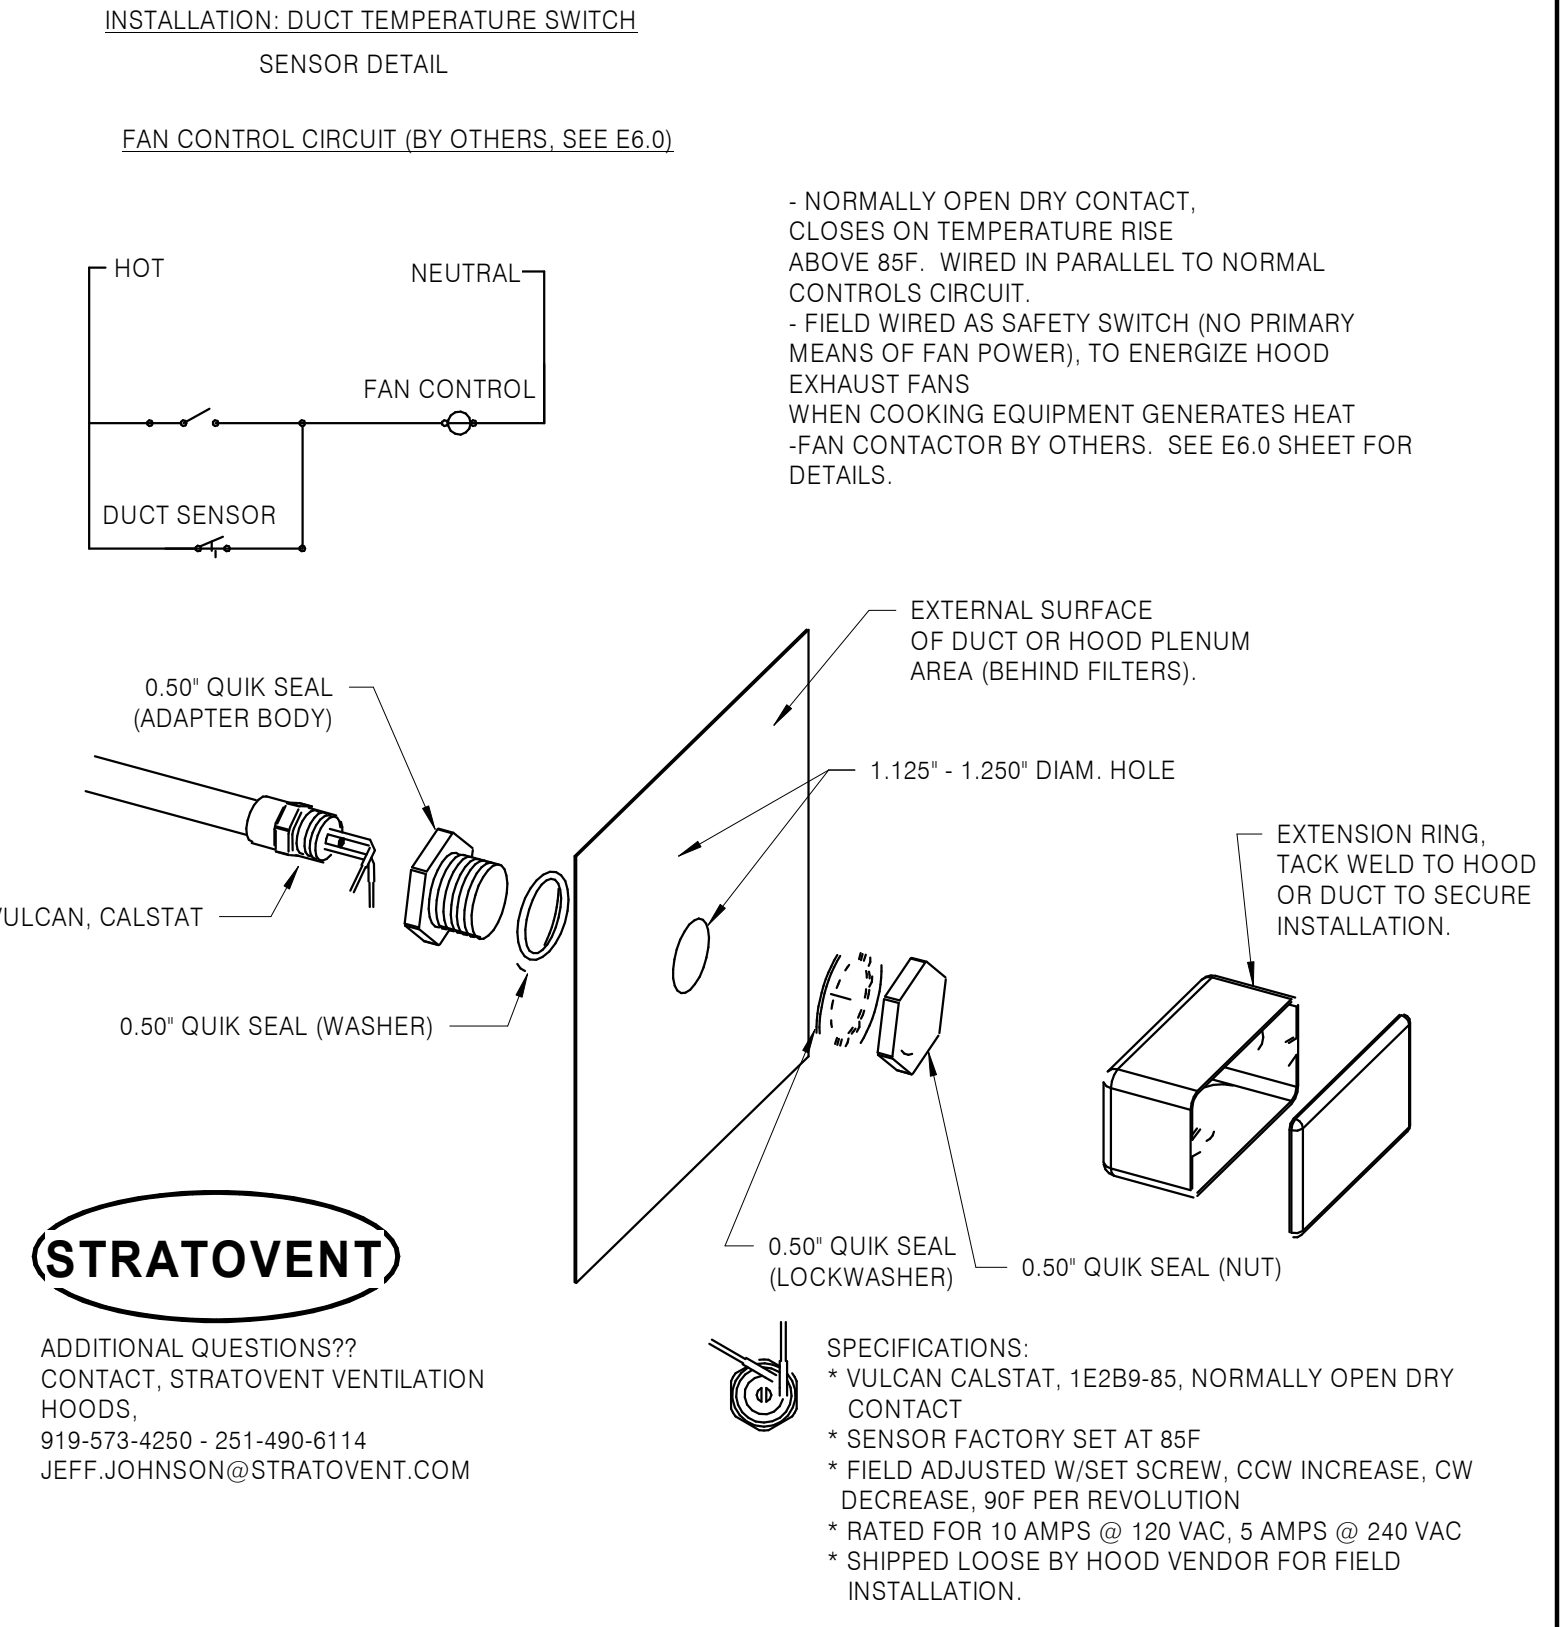 INSTALLATION: DUCT TEMPERATURE SWITCH
SENSOR DETAIL
FAN CONTROL CIRCUIT (BY OTHERS, SEE E6.0)
- NORMALLY OPEN DRY CONTACT,
CLOSES ON TEMPERATURE RISE
ABOVE 85F.  WIRED IN PARALLEL TO NORMAL
CONTROLS CIRCUIT.
- FIELD WIRED AS SAFETY SWITCH (NO PRIMARY
MEANS OF FAN POWER), TO ENERGIZE HOOD
EXHAUST FANS
WHEN COOKING EQUIPMENT GENERATES HEAT
-FAN CONTACTOR BY OTHERS.  SEE E6.0 SHEET FOR
DETAILS.
HOT
NEUTRAL
FAN CONTROL
DUCT SENSOR
EXTERNAL SURFACE
OF DUCT OR HOOD PLENUM
AREA (BEHIND FILTERS).
0.50" QUIK SEAL
(ADAPTER BODY)
1.125" - 1.250" DIAM. HOLE
EXTENSION RING,
TACK WELD TO HOOD
OR DUCT TO SECURE
INSTALLATION.
VULCAN, CALSTAT
0.50" QUIK SEAL (WASHER)
0.50" QUIK SEAL
(LOCKWASHER)
0.50" QUIK SEAL (NUT)
STRATOVENT
ADDITIONAL QUESTIONS??
CONTACT, STRATOVENT VENTILATION
HOODS,
919-573-4250 - 251-490-6114
JEFF.JOHNSON@STRATOVENT.COM
SPECIFICATIONS:
* VULCAN CALSTAT, 1E2B9-85, NORMALLY OPEN DRY
CONTACT
* SENSOR FACTORY SET AT 85F
* FIELD ADJUSTED W/SET SCREW, CCW INCREASE, CW
DECREASE, 90F PER REVOLUTION
* RATED FOR 10 AMPS @ 120 VAC, 5 AMPS @ 240 VAC
* SHIPPED LOOSE BY HOOD VENDOR FOR FIELD
INSTALLATION.